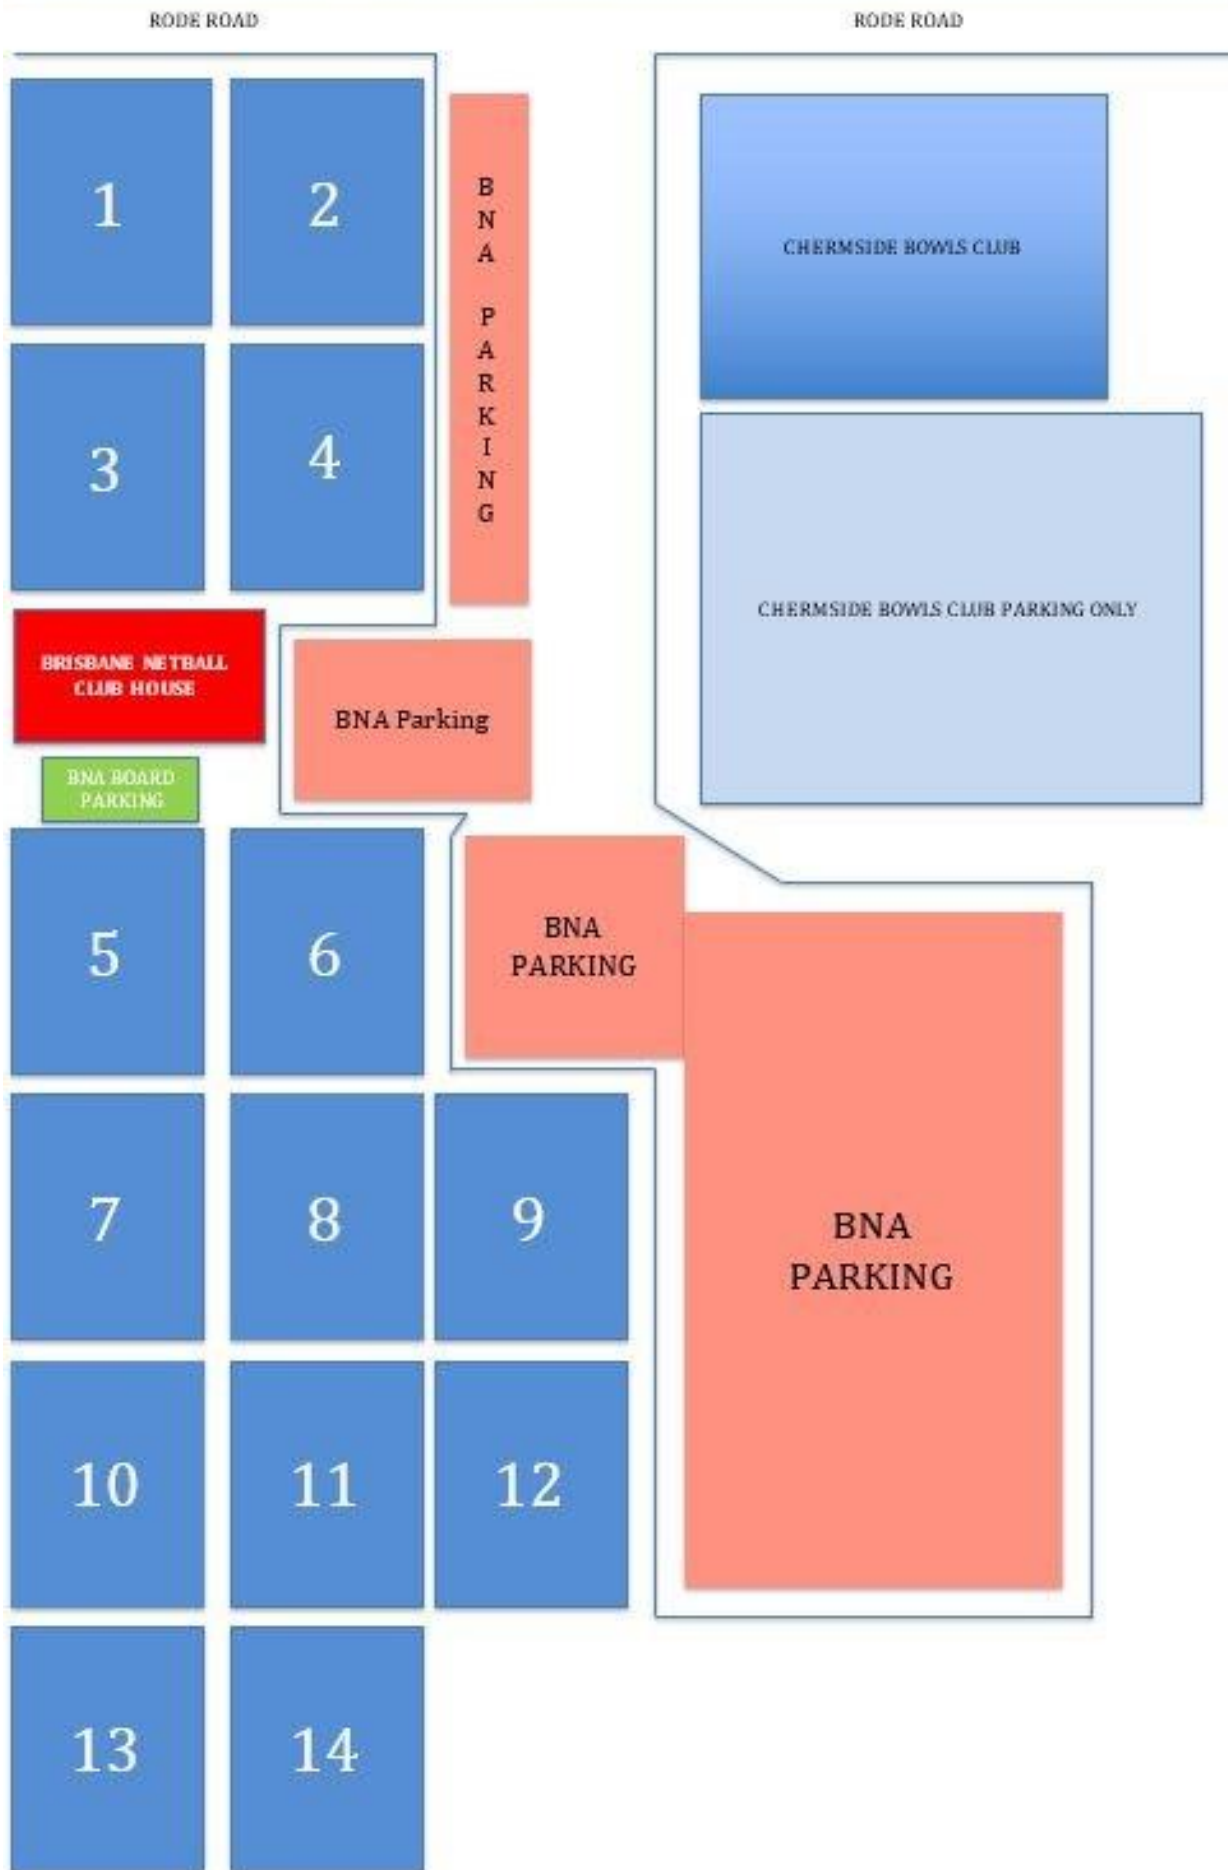 RODE ROAD
RODE ROAD
1
2
B
N
A
P
A
R
K
I
N
G
CHERMSIDE BOWLS CLUB
3
4
CHERMSIDE BOWLS CLUB PARKING ONLY
BRISBANE NETBALL
CLUB HOUSE
BNA Parking
BNA BOARD
PARKING
5
6
BNA
PARKING
7
8
9
BNA
PARKING
10
11
12
13
14